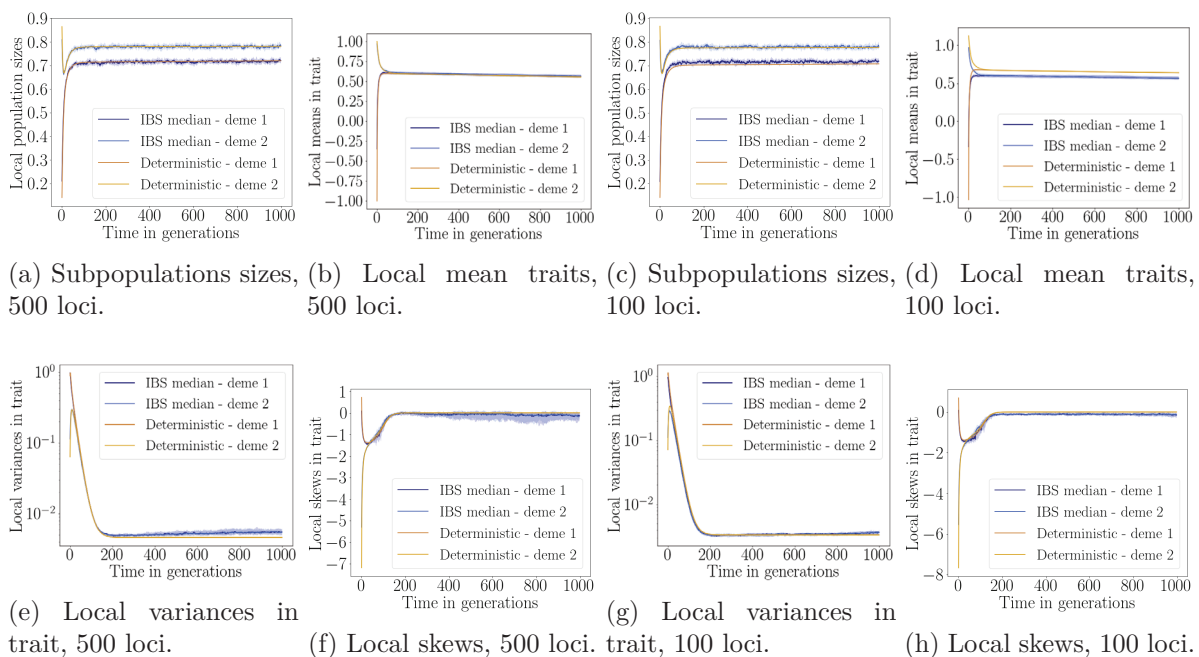 0.9
0.8
0.7
0.6
0.5
0.4
0.3
0.2
Local population sizes
IBS median - deme 1
IBS median - deme 2
Deterministic - deme 1
Deterministic - deme 2
0 200 400 600 800 1000
Time in generations
(a) Subpopulations sizes,
500 loci.
1.00
0.75
0.50
0.25
0.00
−0.25
−0.50
−0.75
−1.00
Local means in trait
IBS median - deme 1
IBS median - deme 2
Deterministic - deme 1
Deterministic - deme 2
0 200 400 600 800 1000
Time in generations
(b) Local mean traits,
500 loci.
0.9
0.8
0.7
0.6
0.5
0.4
0.3
0.2
Local population sizes
IBS median - deme 1
IBS median - deme 2
Deterministic - deme 1
Deterministic - deme 2
0 200 400 600 800 1000
Time in generations
(c) Subpopulations sizes,
100 loci.
1.0
0.5
0.0
−0.5
−1.0
Local means in trait
IBS median - deme 1
IBS median - deme 2
Deterministic - deme 1
Deterministic - deme 2
0 200 400 600 800 1000
Time in generations
(d) Local mean traits,
100 loci.
10⁰
10⁻¹
10⁻²
Local variances in trait
IBS median - deme 1
IBS median - deme 2
Deterministic - deme 1
Deterministic - deme 2
0 200 400 600 800 1000
Time in generations
(e) Local variances in
trait, 500 loci.
1
0
−1
−2
−3
−4
−5
−6
−7
Local skews in trait
IBS median - deme 1
IBS median - deme 2
Deterministic - deme 1
Deterministic - deme 2
0 200 400 600 800 1000
Time in generations
(f) Local skews, 500 loci.
10⁰
10⁻¹
10⁻²
Local variances in trait
IBS median - deme 1
IBS median - deme 2
Deterministic - deme 1
Deterministic - deme 2
0 200 400 600 800 1000
Time in generations
(g) Local variances in
trait, 100 loci.
0
−2
−4
−6
−8
Local skews in trait
IBS median - deme 1
IBS median - deme 2
Deterministic - deme 1
Deterministic - deme 2
0 200 400 600 800 1000
Time in generations
(h) Local skews, 100 loci.